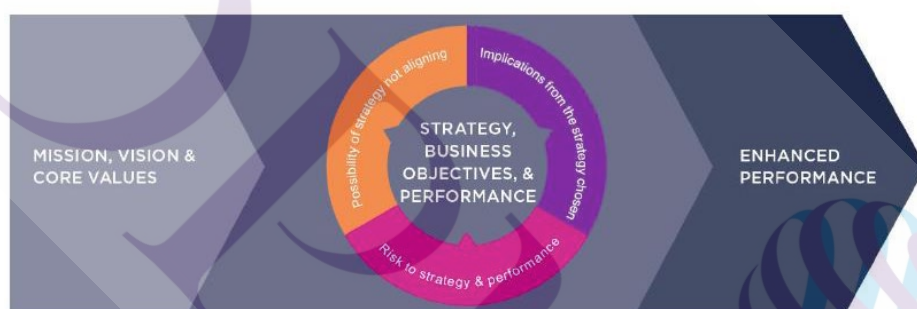 MISSION, VISION &
CORE VALUES
Possibility of strategy not aligning
Implications from the strategy chosen
STRATEGY,
BUSINESS
OBJECTIVES, &
PERFORMANCE
Risk to strategy & performance
ENHANCED
PERFORMANCE